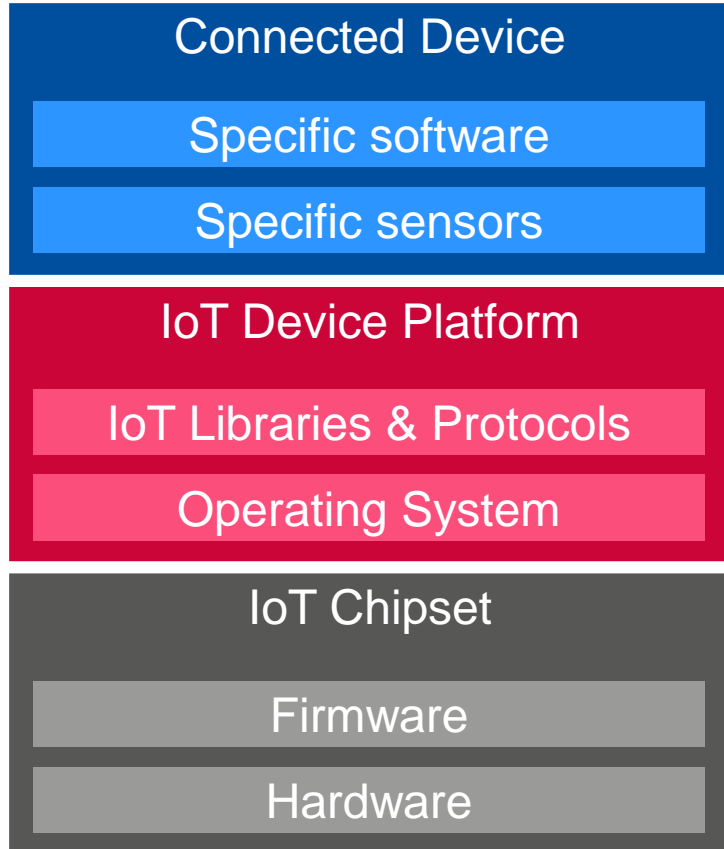 Connected Device
Specific software
Specific sensors
IoT Device Platform
IoT Libraries & Protocols
Operating System
IoT Chipset
Firmware
Hardware